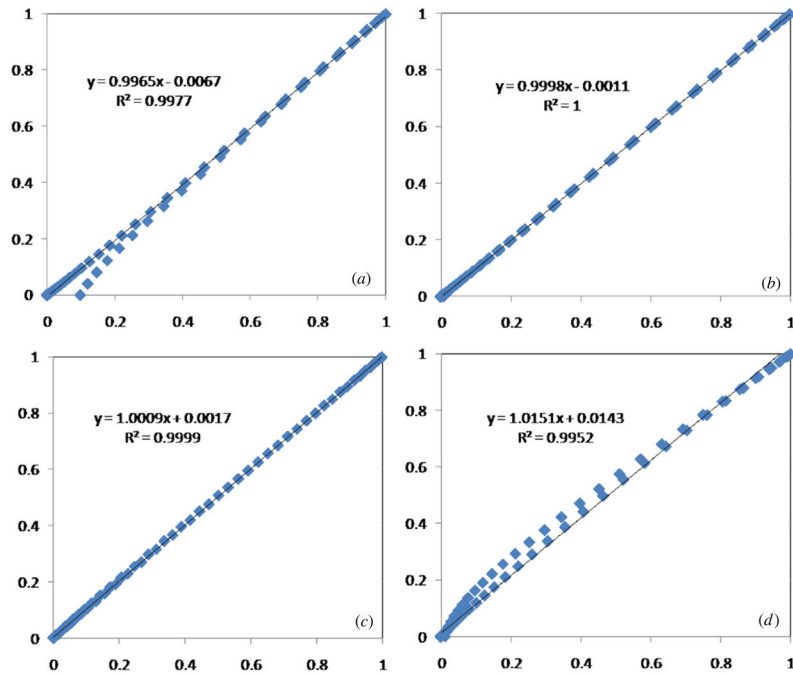 1
0.8
0.6
0.4
0.2
0
y = 0.9965x - 0.0067
R² = 0.9977
(a)
0 0.2 0.4 0.6 0.8 1
1
0.8
0.6
0.4
0.2
0
y = 0.9998x - 0.0011
R² = 1
(b)
0 0.2 0.4 0.6 0.8 1
1
0.8
0.6
0.4
0.2
0
y = 1.0009x + 0.0017
R² = 0.9999
(c)
0 0.2 0.4 0.6 0.8 1
1
0.8
0.6
0.4
0.2
0
y = 1.0151x + 0.0143
R² = 0.9952
(d)
0 0.2 0.4 0.6 0.8 1